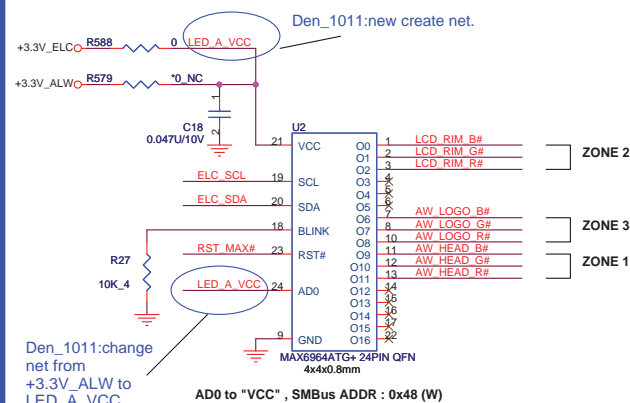 Den_1011:new create net.
+3.3V_ELC R588 0 LED_A_VCC
+3.3V_ALW R579 *0_NC
1
2
C18
0.047U/10V
U2
21 VCC
19 SCL
20 SDA
18 BLINK
23 RST#
24 AD0
9 GND
ELC_SCL
ELC_SDA
RST_MAX#
LED_A_VCC
R27
10K_4
O0 1 LCD_RIM_B#
O1 2 LCD_RIM_G#
O2 3 LCD_RIM_R#
O3 4
O4 5
O5 6
O6 7 AW_LOGO_B#
O7 8 AW_LOGO_G#
O8 10 AW_LOGO_R#
O9 11 AW_HEAD_B#
O10 12 AW_HEAD_G#
O11 13 AW_HEAD_R#
O12 14
O13 15
O14 16
O15 17
O16 22
ZONE 2
ZONE 3
ZONE 1
MAX6964ATG+ 24PIN QFN
4x4x0.8mm
Den_1011:change
net from
+3.3V_ALW to
LED_A_VCC
AD0 to "VCC" , SMBus ADDR : 0x48 (W)